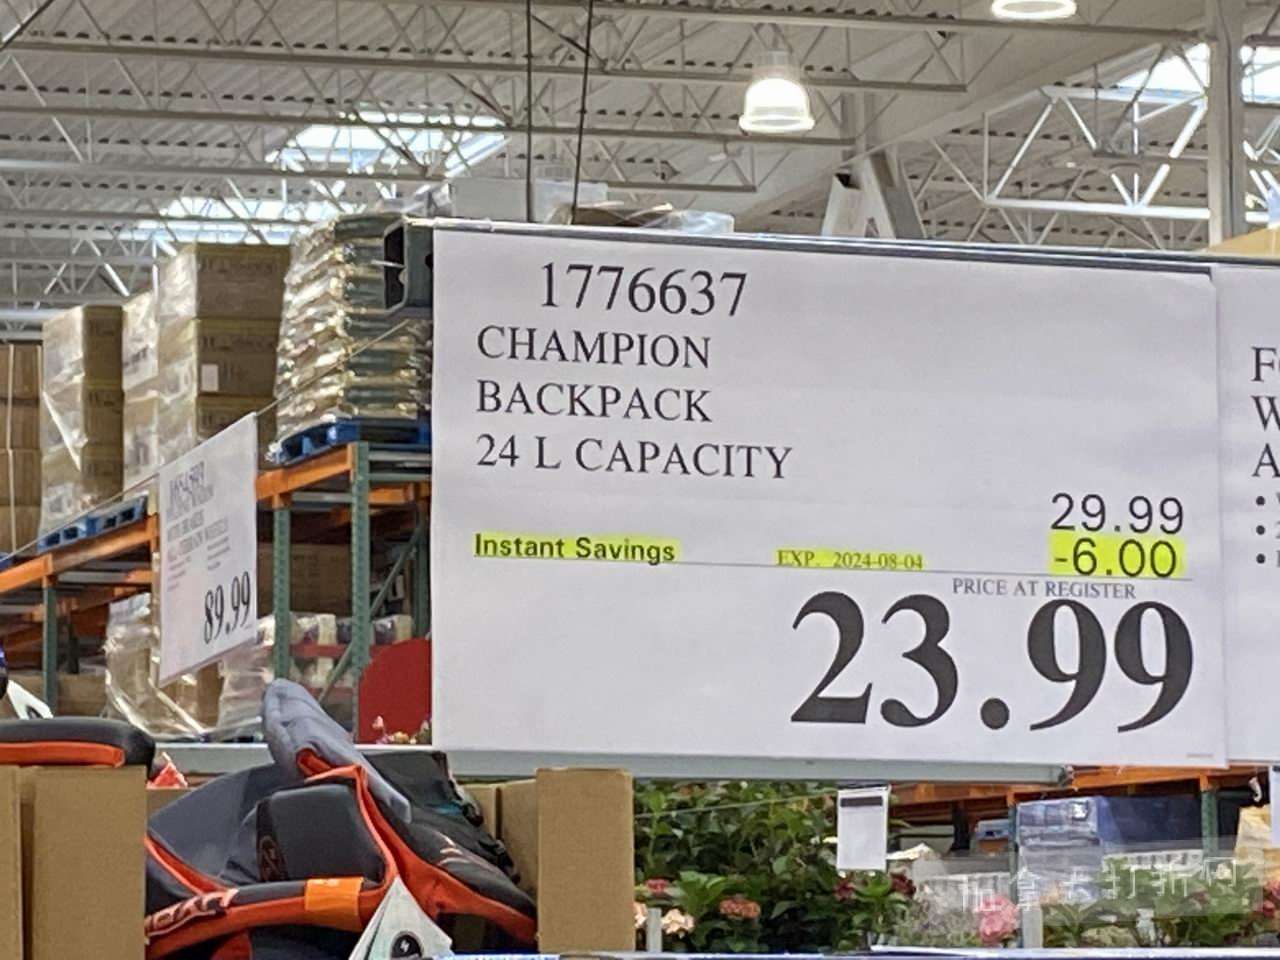 1776637
CHAMPION
BACKPACK
24 L CAPACITY
29.99
Instant Savings EXP. 2024-08-04 -6.00
PRICE AT REGISTER
23.99
89.99
F
W
A
加拿大打折网